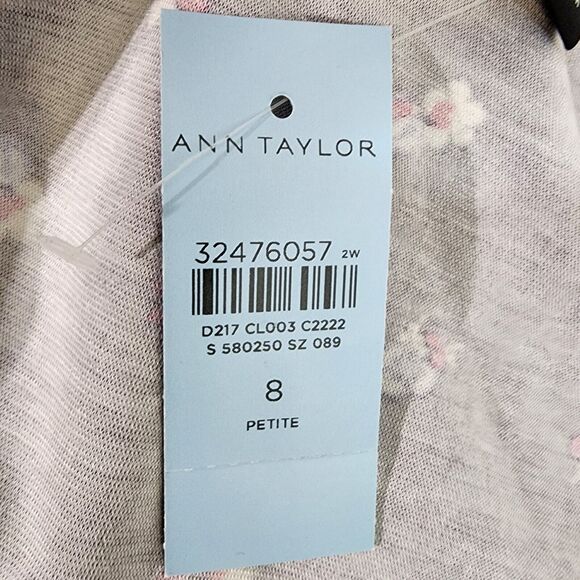 ANN TAYLOR
32476057 2W
D217 CL003 C2222
S 580250 SZ 089
8
PETITE